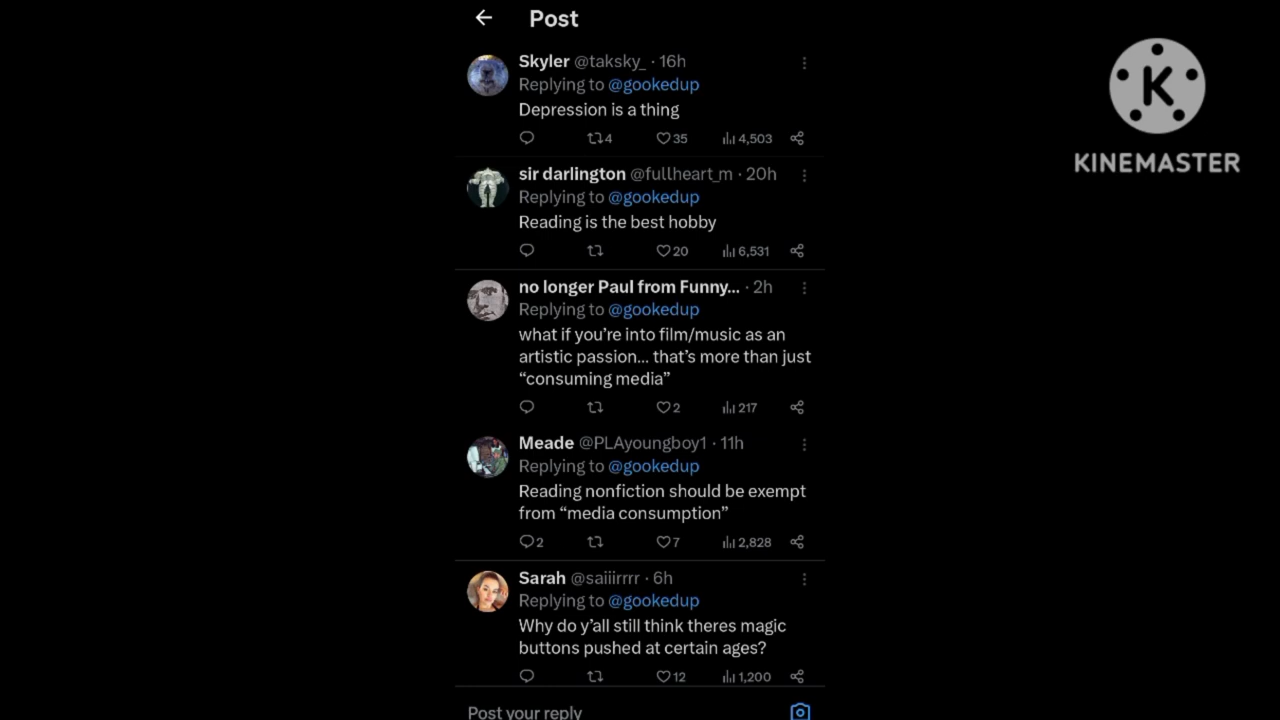 Post
Skyler @taksky_ · 16h
Replying to @gookedup
Depression is a thing
4 35 4,503
sir darlington @fullheart_m · 20h
Replying to @gookedup
Reading is the best hobby
20 6,531
no longer Paul from Funny... · 2h
Replying to @gookedup
what if you’re into film/music as an
artistic passion... that’s more than just
“consuming media”
2 217
Meade @PLAyoungboy1 · 11h
Replying to @gookedup
Reading nonfiction should be exempt
from “media consumption”
2 7 2,828
Sarah @saiiirrrr · 6h
Replying to @gookedup
Why do y’all still think theres magic
buttons pushed at certain ages?
12 1,200
Post your reply
K
KINEMASTER